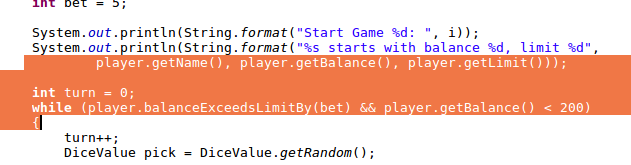 int bet = 5;
System.out.println(String.format("Start Game %d: ", i));
System.out.println(String.format("%s starts with balance %d, limit %d",
player.getName(), player.getBalance(), player.getLimit()));
int turn = 0;
while (player.balanceExceedsLimitBy(bet) && player.getBalance() < 200)
{
turn++;
DiceValue pick = DiceValue.getRandom();